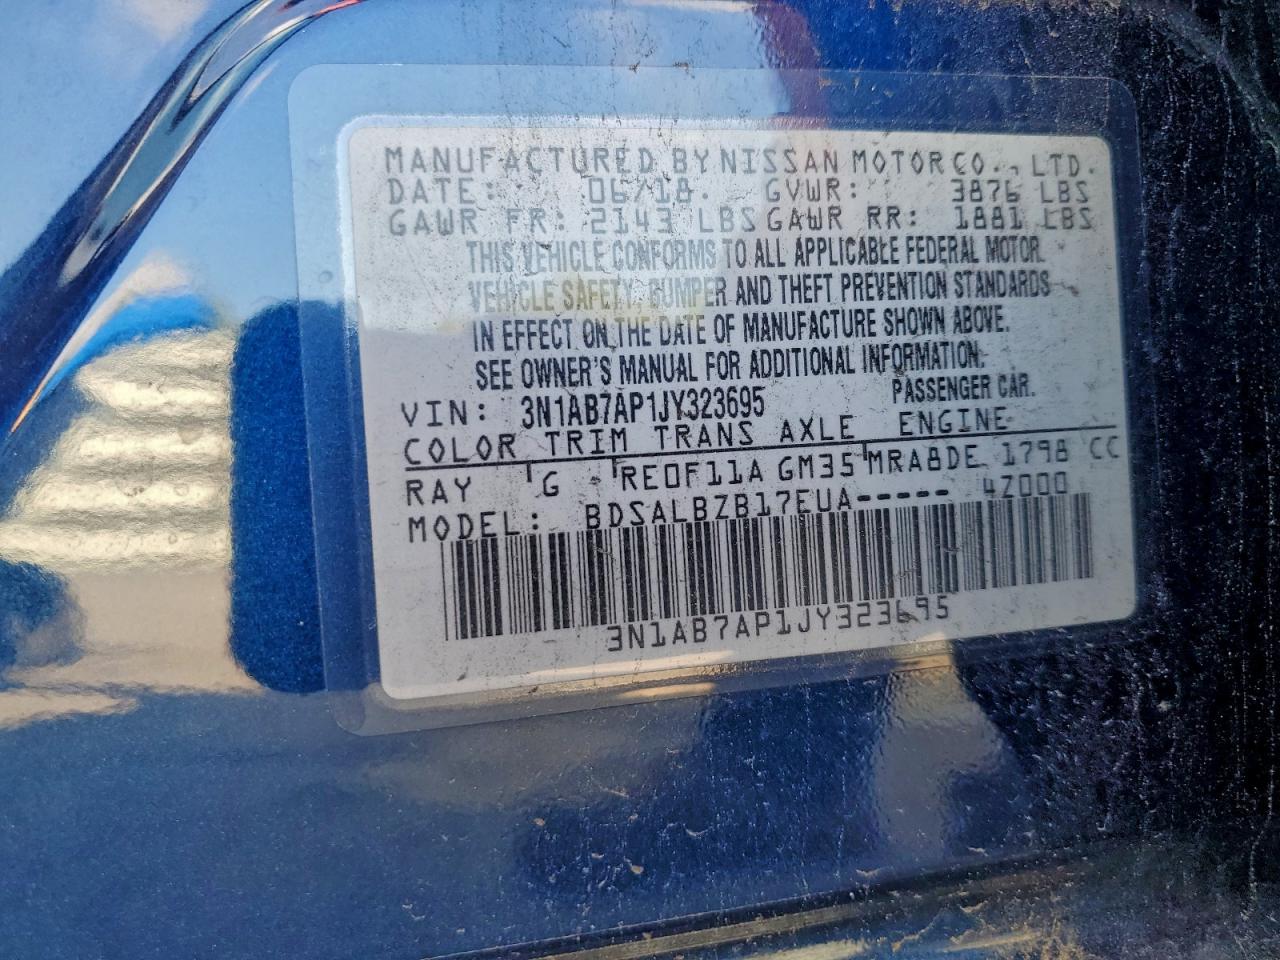 MANUFACTURED BY NISSAN MOTOR CO., LTD.
DATE: 06/18 GVWR: 3876 LBS
GAWR FR: 2143 LBS GAWR RR: 1881 LBS
THIS VEHICLE CONFORMS TO ALL APPLICABLE FEDERAL MOTOR
VEHICLE SAFETY, BUMPER AND THEFT PREVENTION STANDARDS
IN EFFECT ON THE DATE OF MANUFACTURE SHOWN ABOVE.
SEE OWNER'S MANUAL FOR ADDITIONAL INFORMATION.
VIN: 3N1AB7AP1JY323695 PASSENGER CAR.
COLOR TRIM TRANS AXLE ENGINE
RAY G RE0F11A GM35 MRA8DE 1798 CC
MODEL: BDSALBZB17EUA----- 4Z000
3N1AB7AP1JY323695